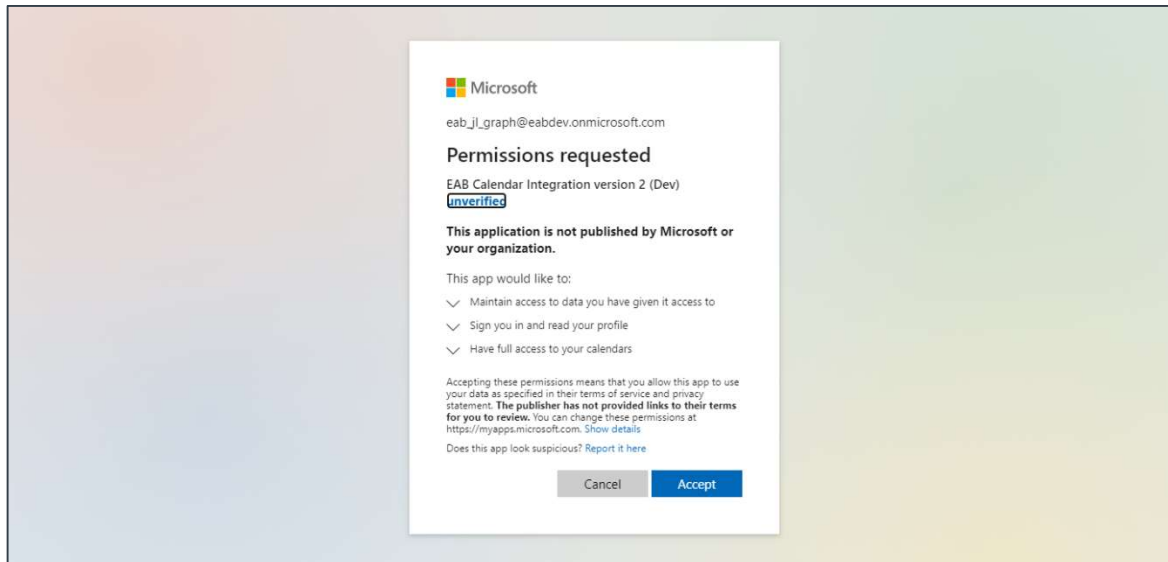 Microsoft
eab_jl_graph@eabdev.onmicrosoft.com
Permissions requested
EAB Calendar Integration version 2 (Dev)
unverified
This application is not published by Microsoft or
your organization.
This app would like to:
Maintain access to data you have given it access to
Sign you in and read your profile
Have full access to your calendars
Accepting these permissions means that you allow this app to use
your data as specified in their terms of service and privacy
statement. The publisher has not provided links to their terms
for you to review. You can change these permissions at
https://myapps.microsoft.com. Show details
Does this app look suspicious? Report it here
Cancel Accept